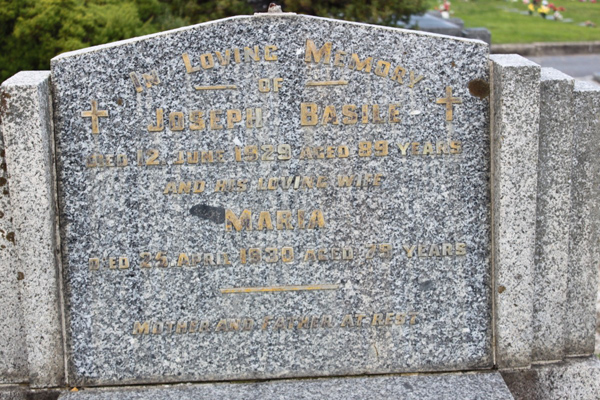 IN LOVING MEMORY
OF
JOSEPH BASILE
DIED 12 JUNE 1929 AGED 89 YEARS
AND HIS LOVING WIFE
MARIA
DIED 25 APRIL 1930 AGED 79 YEARS
MOTHER AND FATHER AT REST